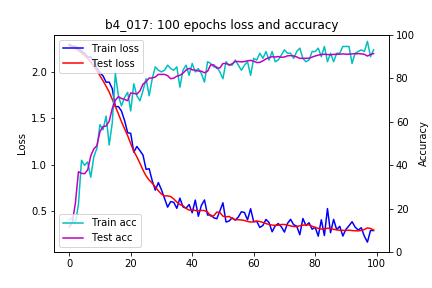 b4_017: 100 epochs loss and accuracy
Train loss
Test loss
Train acc
Test acc
Loss
2.0
1.5
1.0
0.5
Accuracy
100
80
60
40
20
0
0
20
40
60
80
100